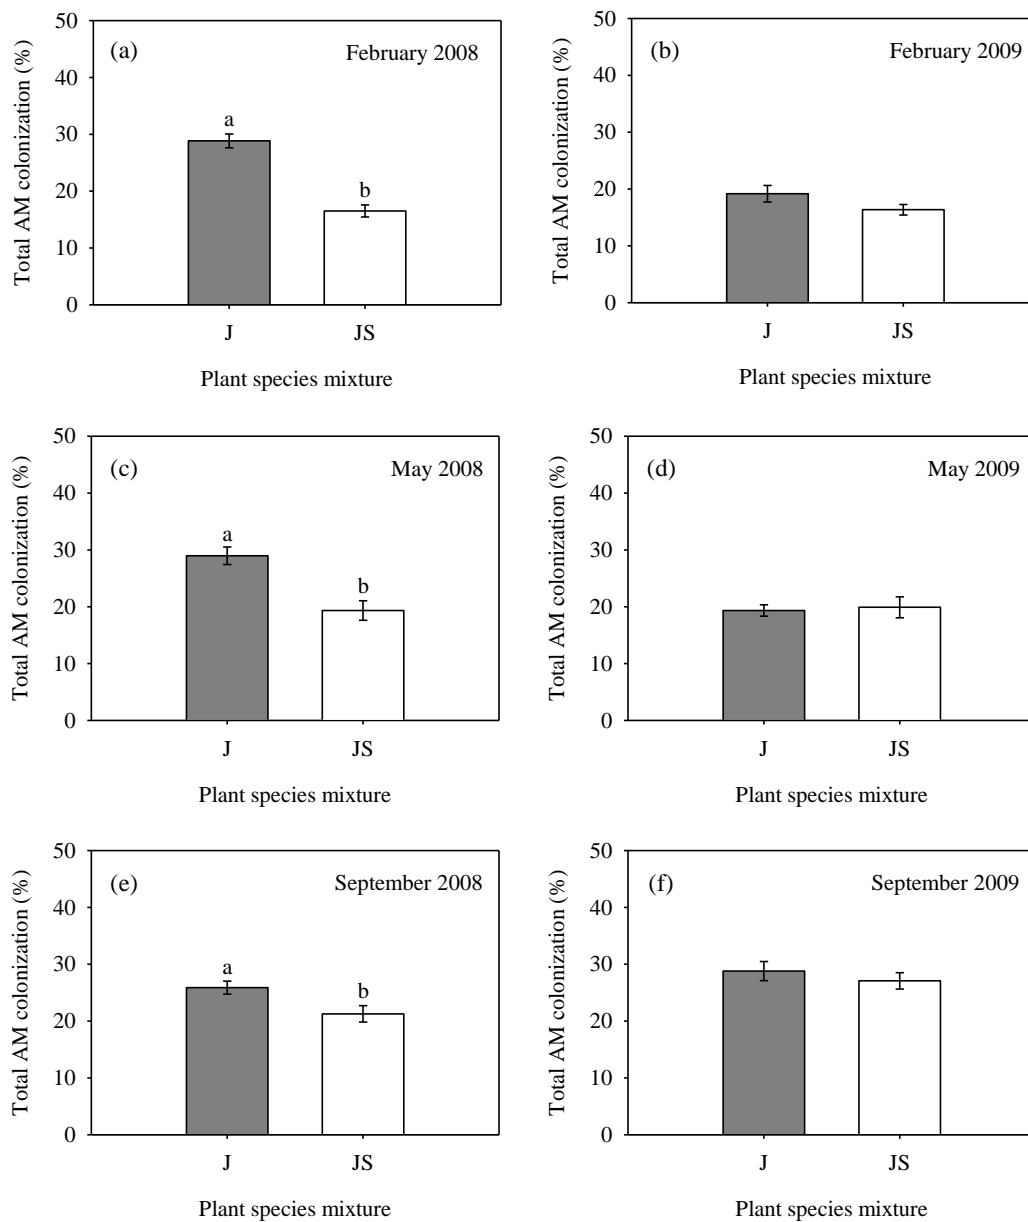 (a)
February 2008
Total AM colonization (%)
50
40
30
20
10
0
a
b
J
JS
Plant species mixture
(b)
February 2009
Total AM colonization (%)
50
40
30
20
10
0
J
JS
Plant species mixture
(c)
May 2008
Total AM colonization (%)
50
40
30
20
10
0
a
b
J
JS
Plant species mixture
(d)
May 2009
Total AM colonization (%)
50
40
30
20
10
0
J
JS
Plant species mixture
(e)
September 2008
Total AM colonization (%)
50
40
30
20
10
0
a
b
J
JS
Plant species mixture
(f)
September 2009
Total AM colonization (%)
50
40
30
20
10
0
J
JS
Plant species mixture